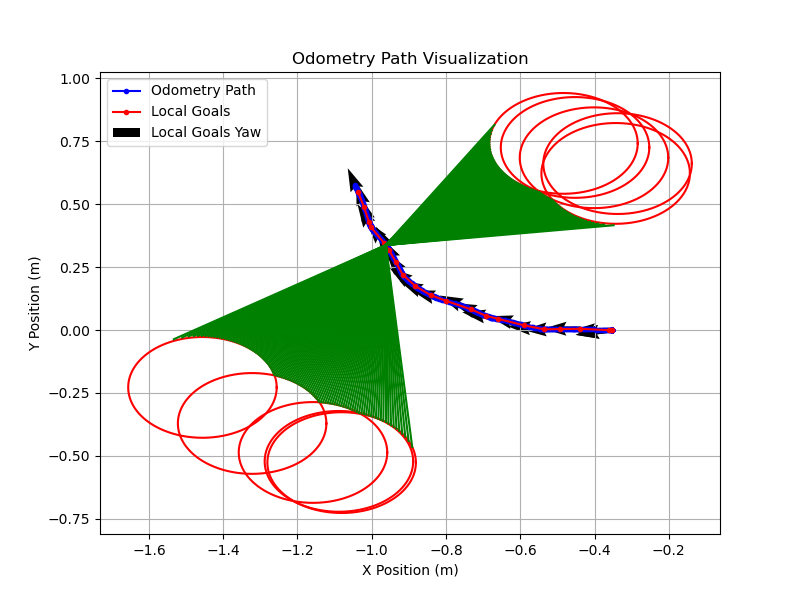 Odometry Path Visualization
Odometry Path
Local Goals
Local Goals Yaw
1.00
0.75
0.50
0.25
0.00
−0.25
−0.50
−0.75
Y Position (m)
−1.6 −1.4 −1.2 −1.0 −0.8 −0.6 −0.4 −0.2
X Position (m)